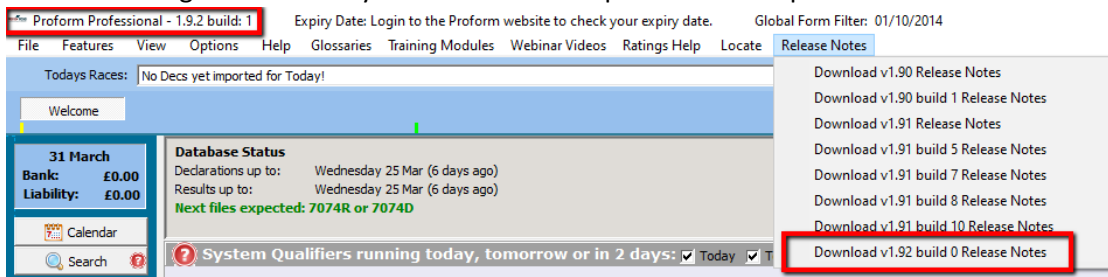 Proform Professional - 1.9.2 build: 1 Expiry Date: Login to the Proform website to check your expiry date. Global Form Filter: 01/10/2014
File Features View Options Help Glossaries Training Modules Webinar Videos Ratings Help Locate Release Notes
Todays Races: No Decs yet imported for Today!
Welcome
31 March
Bank: £0.00
Liability: £0.00
Calendar
Search
Database Status
Declarations up to: Wednesday 25 Mar (6 days ago)
Results up to: Wednesday 25 Mar (6 days ago)
Next files expected: 7074R or 7074D
System Qualifiers running today, tomorrow or in 2 days: Today T
Download v1.90 Release Notes
Download v1.90 build 1 Release Notes
Download v1.91 Release Notes
Download v1.91 build 5 Release Notes
Download v1.91 build 7 Release Notes
Download v1.91 build 8 Release Notes
Download v1.91 build 10 Release Notes
Download v1.92 build 0 Release Notes